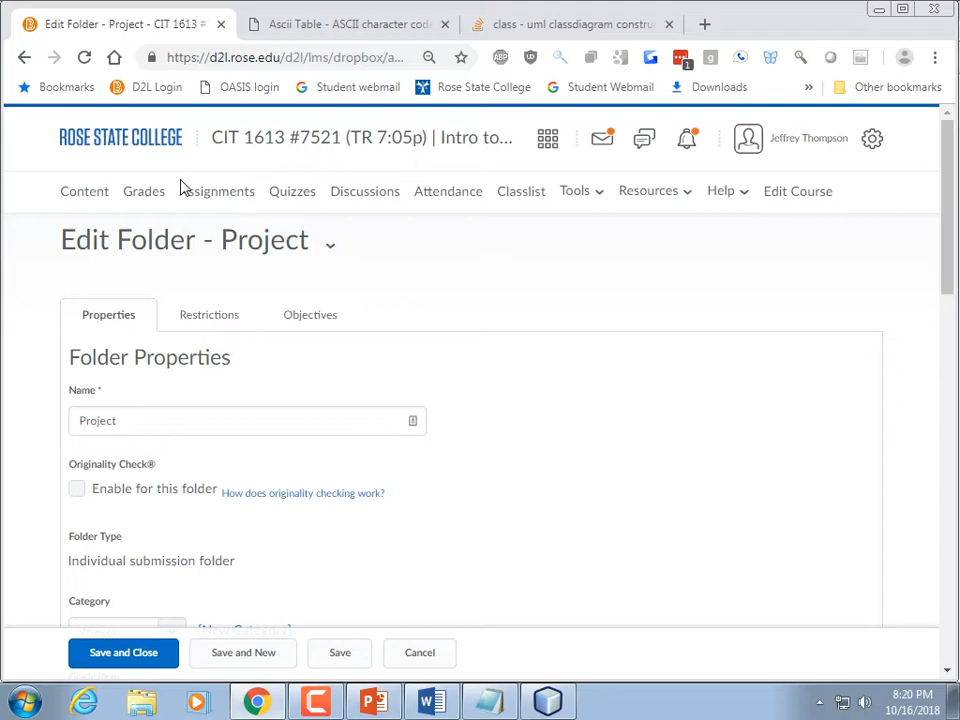 Edit Folder - Project - CIT 1613 #
Ascii Table - ASCII character code
class - uml classdiagram constru
https://d2l.rose.edu/d2l/lms/dropbox/a...
ABP
1
g
Bookmarks
D2L Login
OASIS login
Student webmail
Rose State College
Student Webmail
Downloads
»
Other bookmarks
ROSE STATE COLLEGE
CIT 1613 #7521 (TR 7:05p) | Intro to...
Jeffrey Thompson
Content
Grades
Assignments
Quizzes
Discussions
Attendance
Classlist
Tools
Resources
Help
Edit Course
Edit Folder - Project
Properties
Restrictions
Objectives
Folder Properties
Name *
Project
Originality Check®
Enable for this folder
How does originality checking work?
Folder Type
Individual submission folder
Category
Project
[New Category]
Save and Close
Save and New
Save
Cancel
8:20 PM
10/16/2018